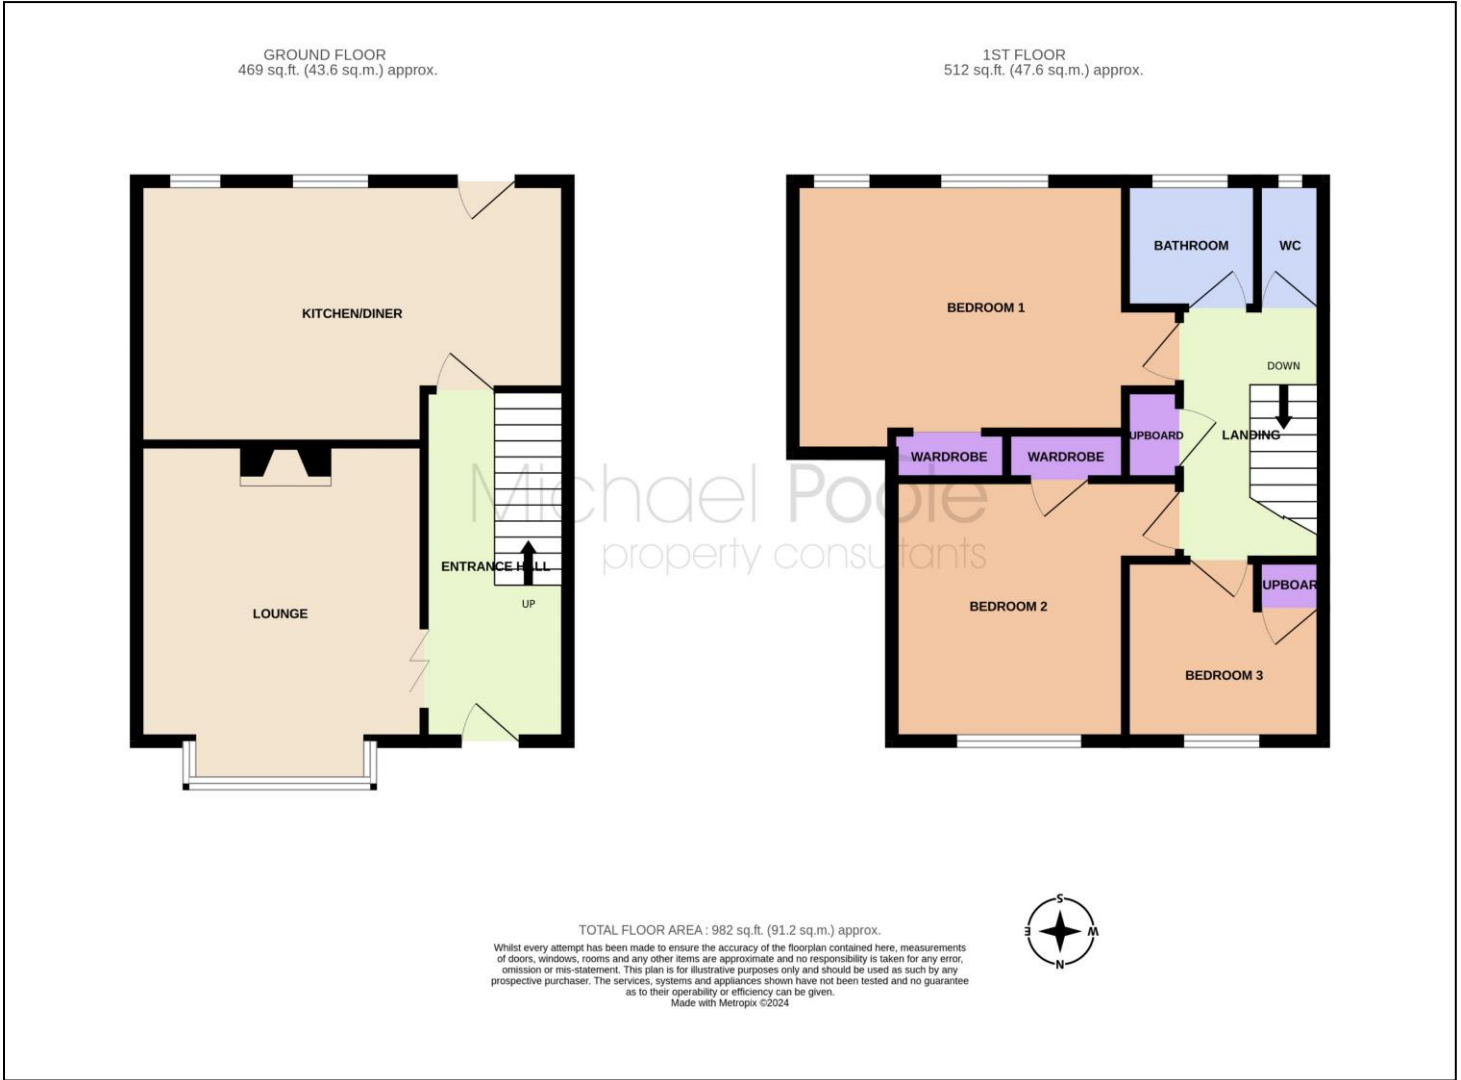 GROUND FLOOR
469 sq.ft. (43.6 sq.m.) approx.
1ST FLOOR
512 sq.ft. (47.6 sq.m.) approx.
KITCHEN/DINER
ENTRANCE HALL
UP
LOUNGE
BATHROOM
WC
BEDROOM 1
DOWN
UPBOARD
LANDING
WARDROBE
WARDROBE
BEDROOM 2
UPBOAR
BEDROOM 3
Michael Poole
property consultants
S
E
W
N
TOTAL FLOOR AREA : 982 sq.ft. (91.2 sq.m.) approx.
Whilst every attempt has been made to ensure the accuracy of the floorplan contained here, measurements
of doors, windows, rooms and any other items are approximate and no responsibility is taken for any error,
omission or mis-statement. This plan is for illustrative purposes only and should be used as such by any
prospective purchaser. The services, systems and appliances shown have not been tested and no guarantee
as to their operability or efficiency can be given.
Made with Metropix ©2024